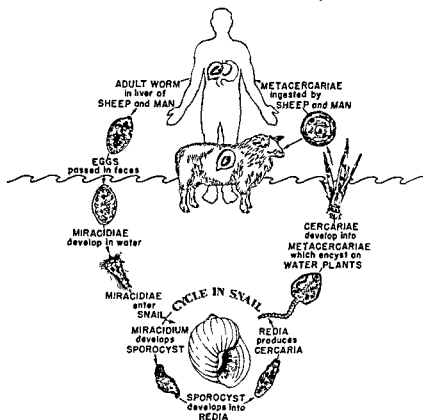 ADULT WORM
in liver of
SHEEP and MAN
METACERCARIAE
ingested by
SHEEP and MAN
EGGS
passed in feces
MIRACIDIAE
develop in water
CERCARIAE
develop into
METACERCARIAE
which encyst on
WATER PLANTS
MIRACIDIAE
enter
SNAIL
CYCLE IN SNAIL
MIRACIDIUM
develops
SPOROCYST
REDIA
produces
CERCARIA
SPOROCYST
develops into
REDIA